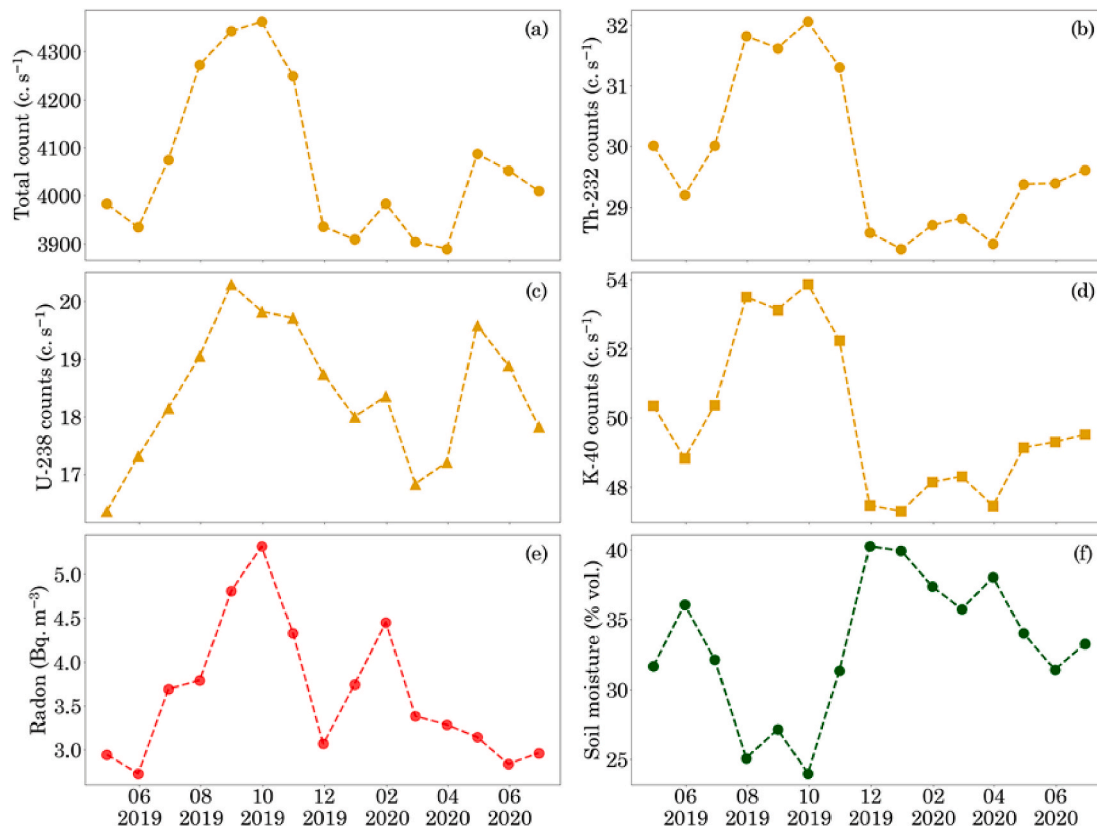 (a)
Total count (c. s⁻¹)
4300
4200
4100
4000
3900
(b)
Th-232 counts (c. s⁻¹)
32
31
30
29
(c)
U-238 counts (c. s⁻¹)
20
19
18
17
(d)
K-40 counts (c. s⁻¹)
54
52
50
48
(e)
Radon (Bq. m⁻³)
5.0
4.5
4.0
3.5
3.0
(f)
Soil moisture (% vol.)
40
35
30
25
06 08 10 12 02 04 06
2019 2019 2019 2019 2020 2020 2020
06 08 10 12 02 04 06
2019 2019 2019 2019 2020 2020 2020